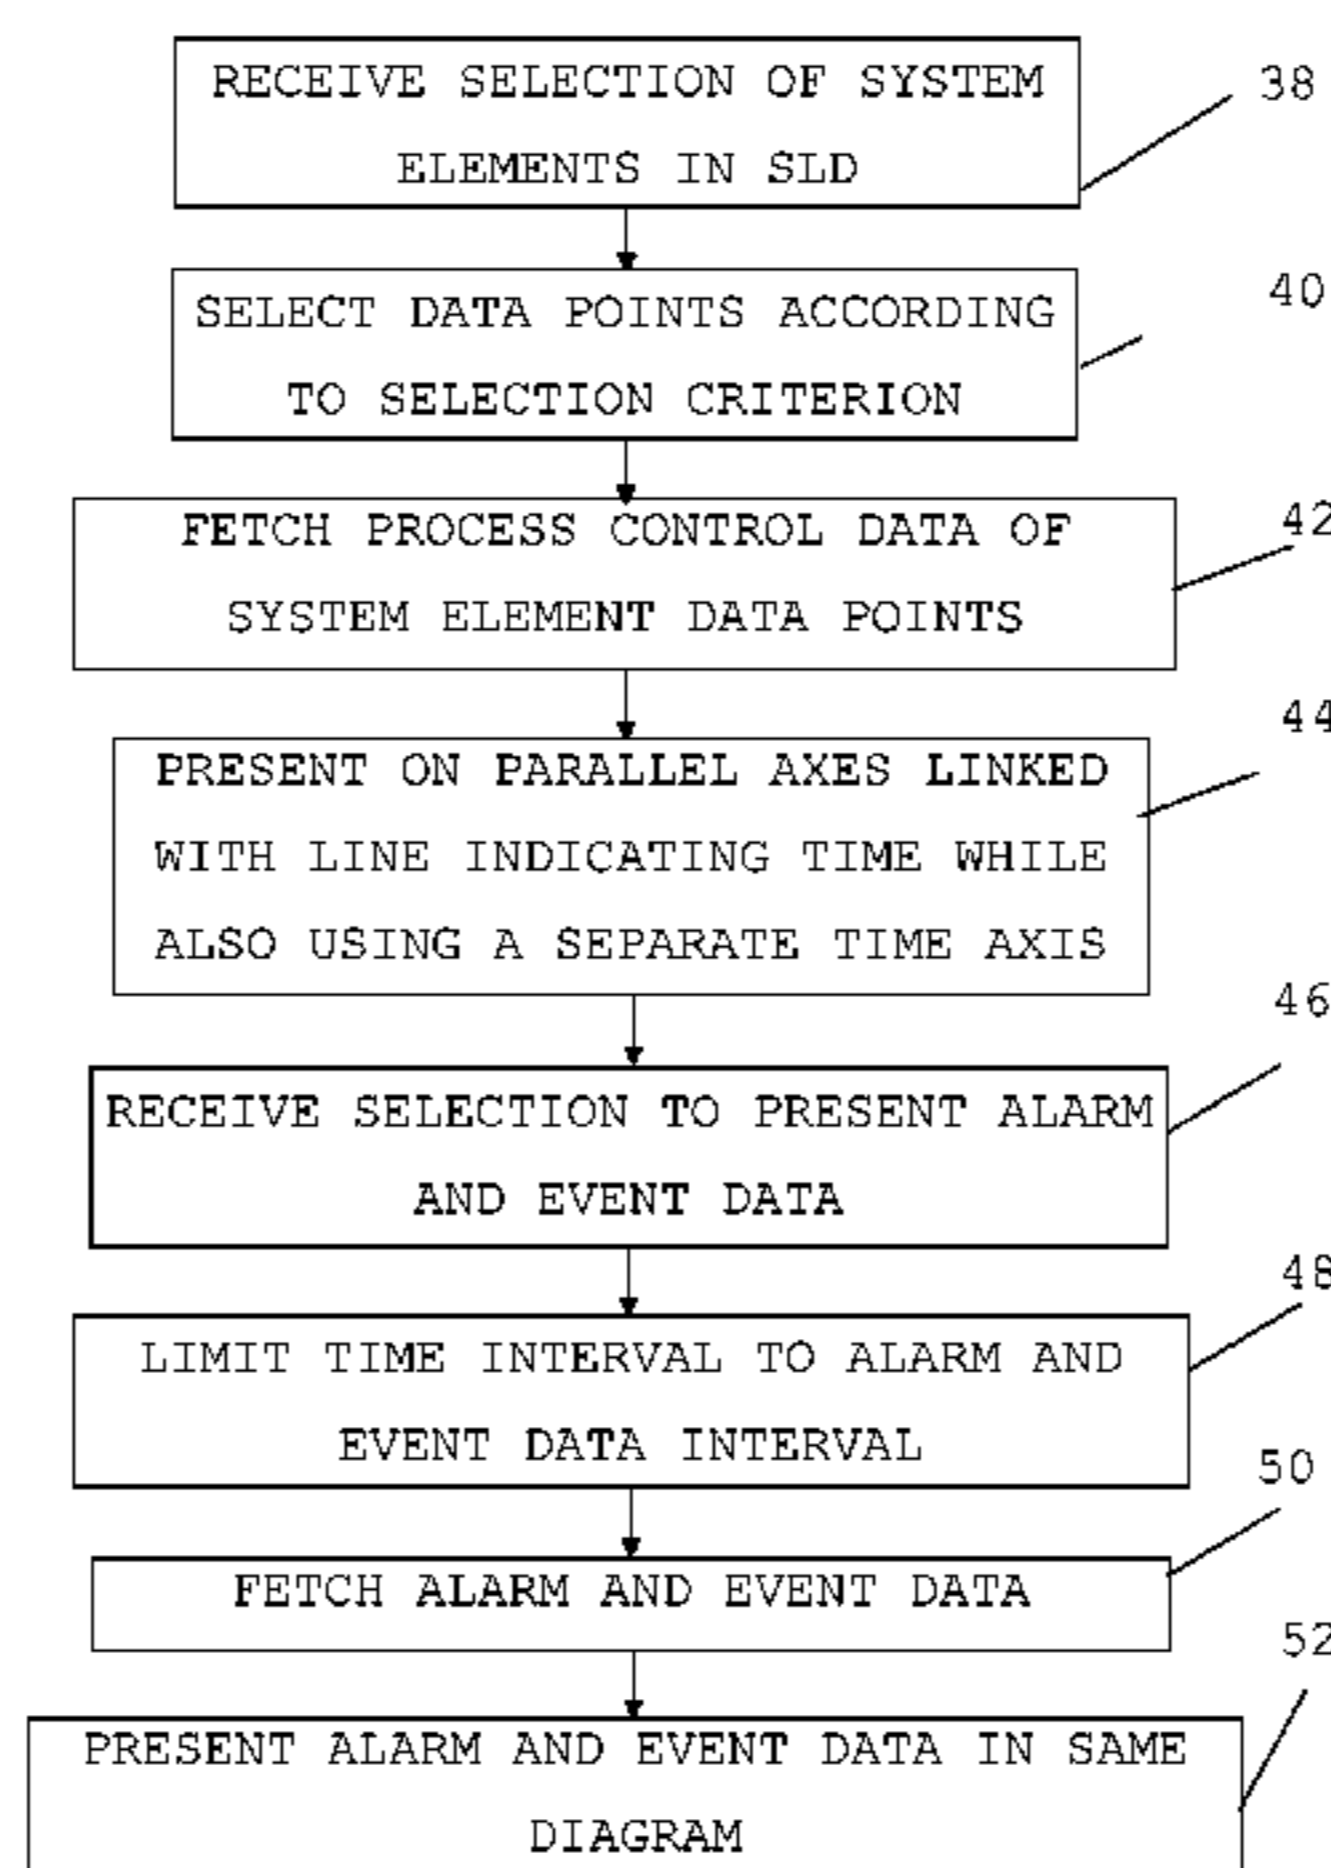 RECEIVE SELECTION OF SYSTEM
ELEMENTS IN SLD
38
SELECT DATA POINTS ACCORDING
TO SELECTION CRITERION
40
FETCH PROCESS CONTROL DATA OF
SYSTEM ELEMENT DATA POINTS
42
PRESENT ON PARALLEL AXES LINKED
WITH LINE INDICATING TIME WHILE
ALSO USING A SEPARATE TIME AXIS
44
RECEIVE SELECTION TO PRESENT ALARM
AND EVENT DATA
46
LIMIT TIME INTERVAL TO ALARM AND
EVENT DATA INTERVAL
48
FETCH ALARM AND EVENT DATA
50
PRESENT ALARM AND EVENT DATA IN SAME
DIAGRAM
52